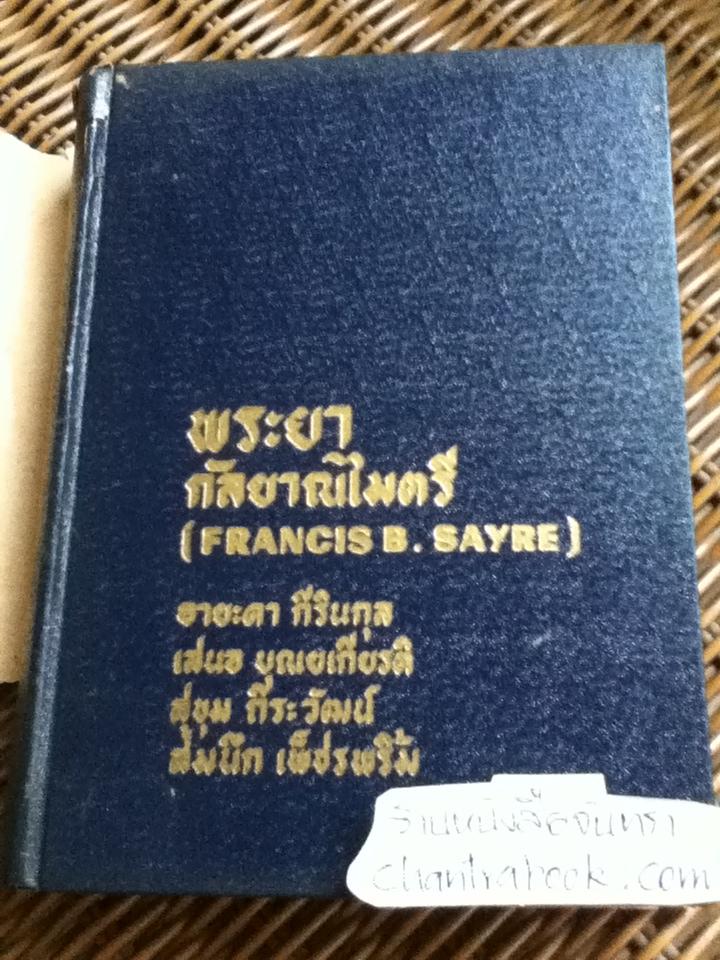 พระยา
กัลยาณไมตรี
(FRANCIS B. SAYRE)
อายะดา กีรินกุล
เสนอ บุณยเกียรติ
สุขุม ถิระวัฒน์
สมนึก เพ็ชรพริ้ม
ร้านหนังสือจันทรา
chantrabook.com